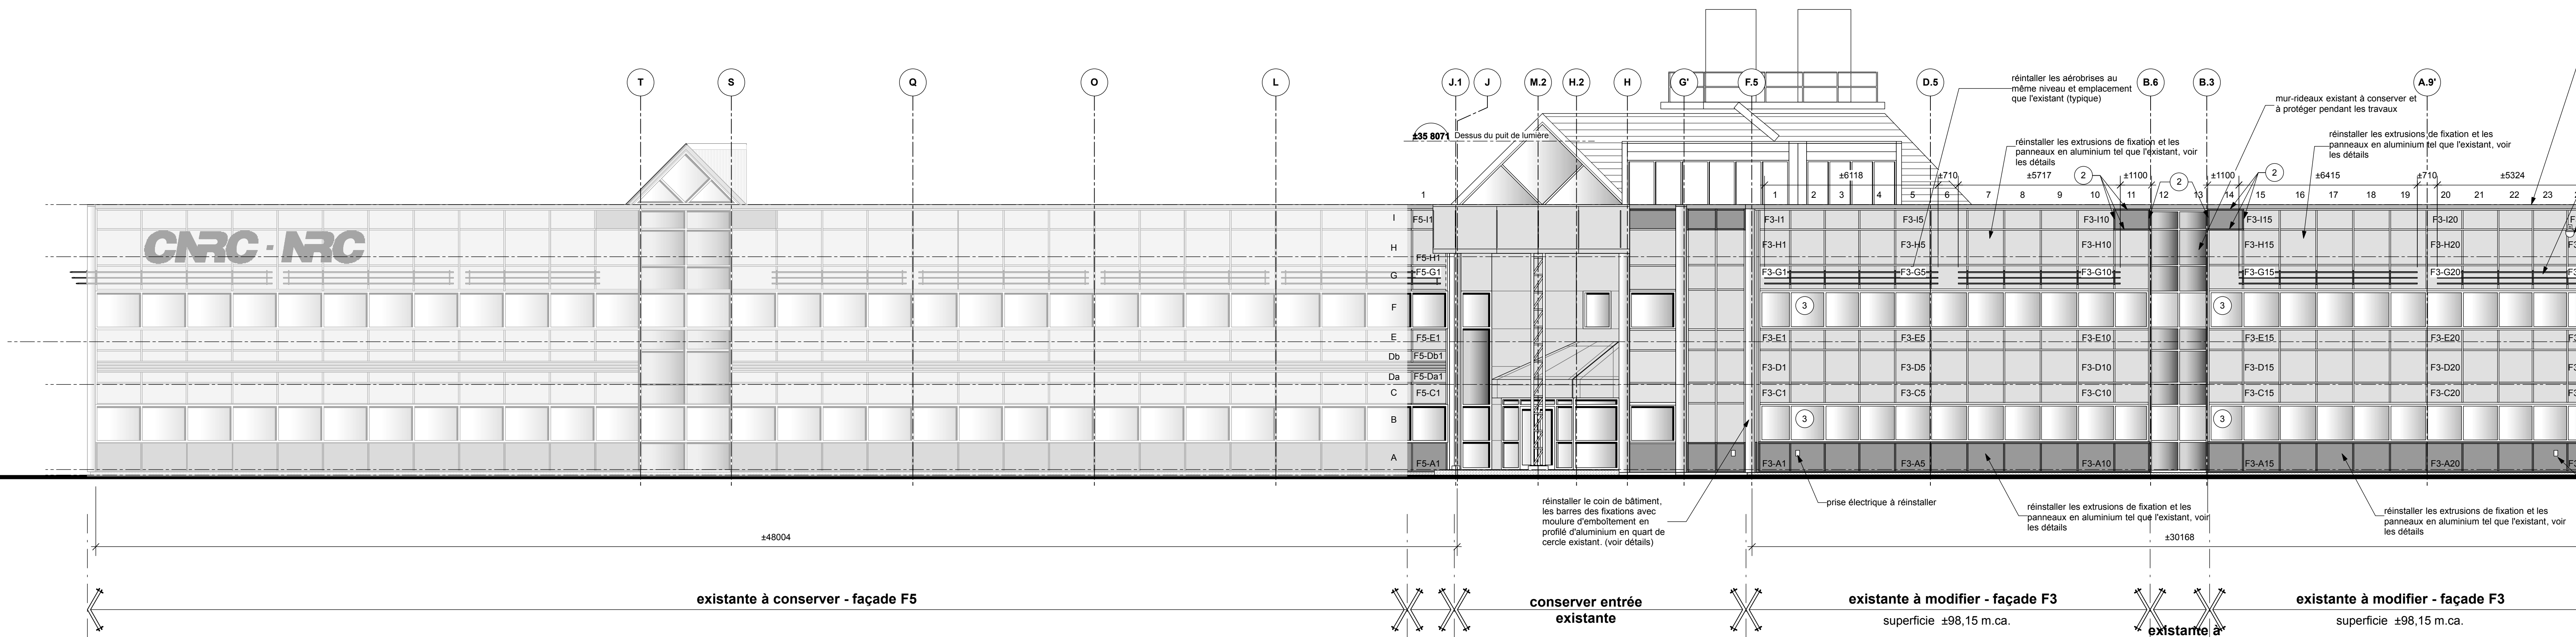 T
S
Q
O
L
J.1
J
M.2
H.2
H
G'
F.5
D.5
B.6
B.3
A.9'
réintaller les aérobrises au
même niveau et emplacement
que l'existant (typique)
mur-rideaux existant à conserver et
à protéger pendant les travaux
±35 8071 Dessus du puit de lumière
réinstaller les extrusions de fixation et les
panneaux en aluminium tel que l'existant, voir
les détails
réinstaller les extrusions de fixation et les
panneaux en aluminium tel que l'existant, voir
les détails
±6118
±710
±5717
2
±1100
2
±1100
2
±6415
±710
±5324
1
1
2
3
4
5
6
7
8
9
10
11
12
13
14
15
16
17
18
19
20
21
22
23
I
F5-I1
F3-I1
F3-I5
F3-I10
F3-I15
F3-I20
CNRC - NRC
H
F5-H1
F3-H1
F3-H5
F3-H10
F3-H15
F3-H20
G
F5-G1
F3-G1
F3-G5
F3-G10
F3-G15
F3-G20
F
3
3
E
F5-E1
F3-E1
F3-E5
F3-E10
F3-E15
F3-E20
Db
F5-Db1
F3-D1
F3-D5
F3-D10
F3-D15
F3-D20
Da
F5-Da1
C
F5-C1
F3-C1
F3-C5
F3-C10
F3-C15
F3-C20
B
3
3
A
F5-A1
F3-A1
F3-A5
F3-A10
F3-A15
F3-A20
réinstaller le coin de bâtiment,
les barres des fixations avec
moulure d'emboîtement en
profilé d'aluminium en quart de
cercle existant. (voir détails)
prise électrique à réinstaller
réinstaller les extrusions de fixation et les
panneaux en aluminium tel que l'existant, voir
les détails
réinstaller les extrusions de fixation et les
panneaux en aluminium tel que l'existant, voir
les détails
±48004
±30168
existante à conserver - façade F5
conserver entrée
existante
existante à modifier - façade F3
superficie ±98,15 m.ca.
existante à
existante à modifier - façade F3
superficie ±98,15 m.ca.